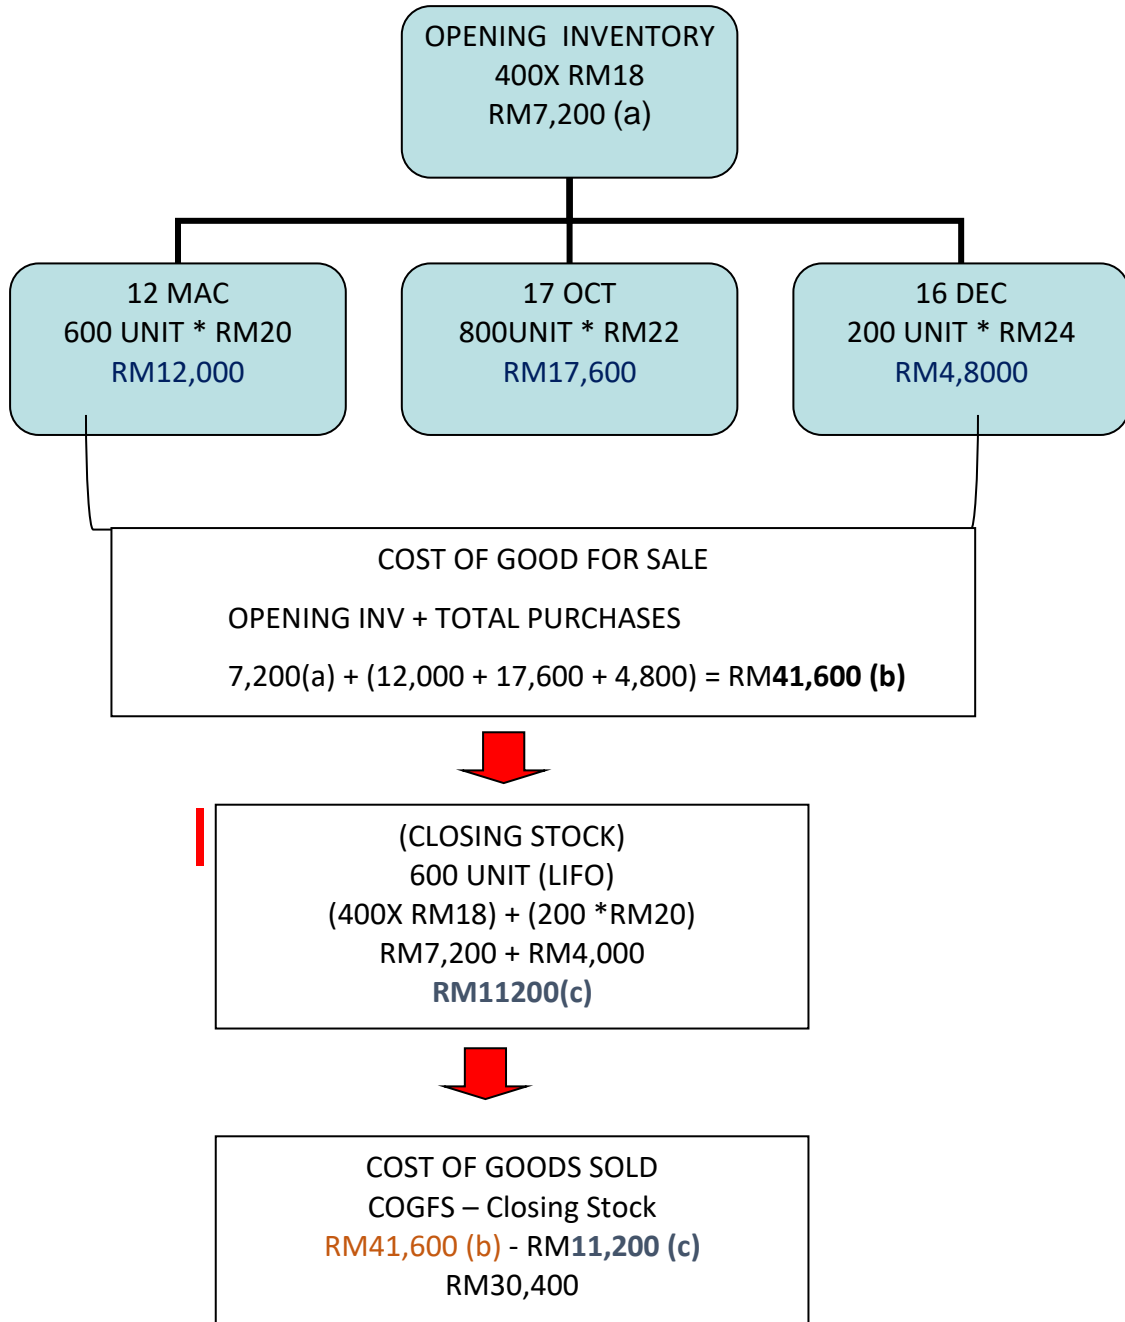 OPENING INVENTORY
400X RM18
RM7,200 (a)
12 MAC
600 UNIT * RM20
RM12,000
17 OCT
800UNIT * RM22
RM17,600
16 DEC
200 UNIT * RM24
RM4,8000
COST OF GOOD FOR SALE
OPENING INV + TOTAL PURCHASES
7,200(a) + (12,000 + 17,600 + 4,800) = RM41,600 (b)
(CLOSING STOCK)
600 UNIT (LIFO)
(400X RM18) + (200 *RM20)
RM7,200 + RM4,000
RM11200(c)
COST OF GOODS SOLD
COGFS – Closing Stock
RM41,600 (b) - RM11,200 (c)
RM30,400